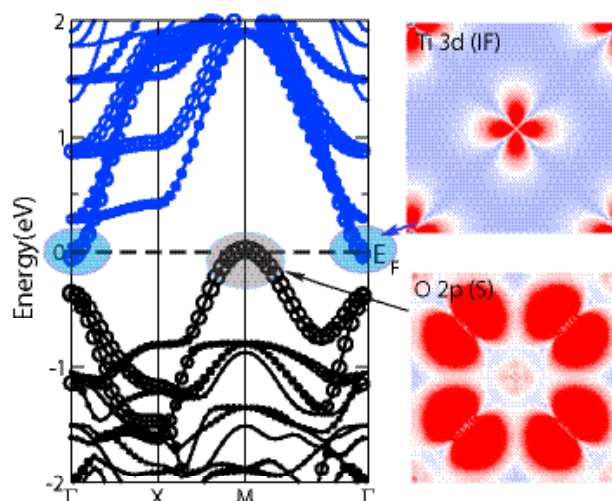 2
1
0
-1
-2
Energy(eV)
Γ X M Γ
E F
Ti 3d (IF)
O 2p (S)